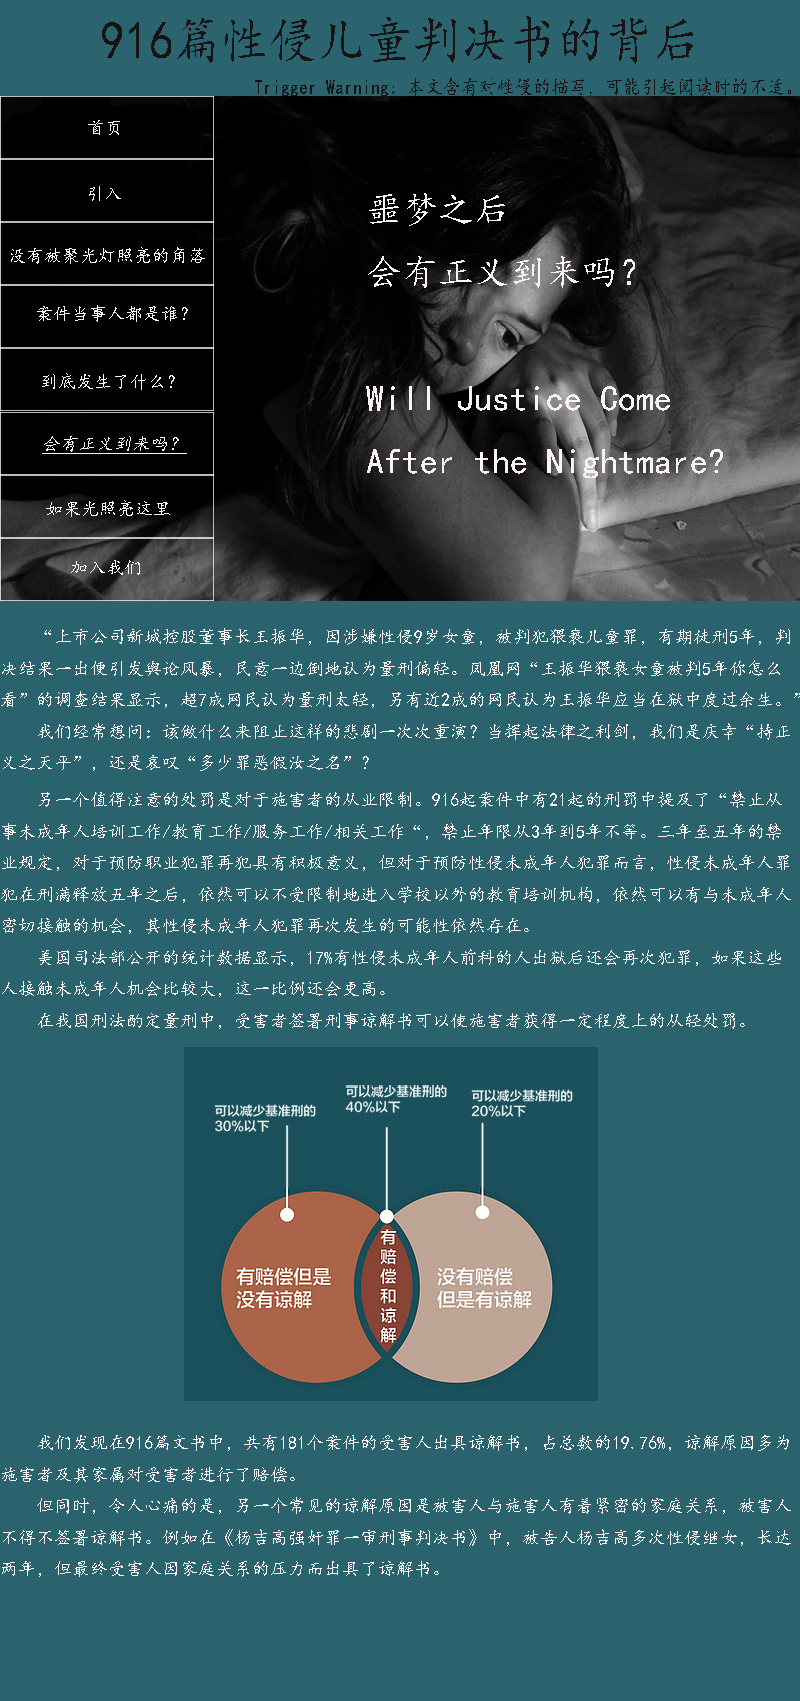 916篇性侵儿童判决书的背后
Trigger Warning: 本文含有对性侵的描写，可能引起阅读时的不适。
首页
引入
没有被聚光灯照亮的角落
案件当事人都是谁？
到底发生了什么？
会有正义到来吗？
如果光照亮这里
加入我们
噩梦之后
会有正义到来吗？
Will Justice Come
After the Nightmare?
“上市公司新城控股董事长王振华，因涉嫌性侵9岁女童，被判犯猥亵儿童罪，有期徒刑5年，判
决结果一出便引发舆论风暴，民意一边倒地认为量刑偏轻。凤凰网“王振华猥亵女童被判5年你怎么
看”的调查结果显示，超7成网民认为量刑太轻，另有近2成的网民认为王振华应当在狱中度过余生。”
我们经常想问：该做什么来阻止这样的悲剧一次次重演？当挥起法律之利剑，我们是庆幸“持正
义之天平”，还是哀叹“多少罪恶假汝之名”？
另一个值得注意的处罚是对于施害者的从业限制。916起案件中有21起的刑罚中提及了“禁止从
事未成年人培训工作/教育工作/服务工作/相关工作“，禁止年限从3年到5年不等。三年至五年的禁
业规定，对于预防职业犯罪再犯具有积极意义，但对于预防性侵未成年人犯罪而言，性侵未成年人罪
犯在刑满释放五年之后，依然可以不受限制地进入学校以外的教育培训机构，依然可以有与未成年人
密切接触的机会，其性侵未成年人犯罪再次发生的可能性依然存在。
美国司法部公开的统计数据显示，17%有性侵未成年人前科的人出狱后还会再次犯罪，如果这些
人接触未成年人机会比较大，这一比例还会更高。
在我国刑法酌定量刑中，受害者签署刑事谅解书可以使施害者获得一定程度上的从轻处罚。
可以减少基准刑的
30%以下
可以减少基准刑的
40%以下
可以减少基准刑的
20%以下
有赔偿但是
没有谅解
有
赔
偿
和
谅
解
没有赔偿
但是有谅解
我们发现在916篇文书中，共有181个案件的受害人出具谅解书，占总数的19.76%，谅解原因多为
施害者及其家属对受害者进行了赔偿。
但同时，令人心痛的是，另一个常见的谅解原因是被害人与施害人有着紧密的家庭关系，被害人
不得不签署谅解书。例如在《杨吉高强奸罪一审刑事判决书》中，被告人杨吉高多次性侵继女，长达
两年，但最终受害人因家庭关系的压力而出具了谅解书。